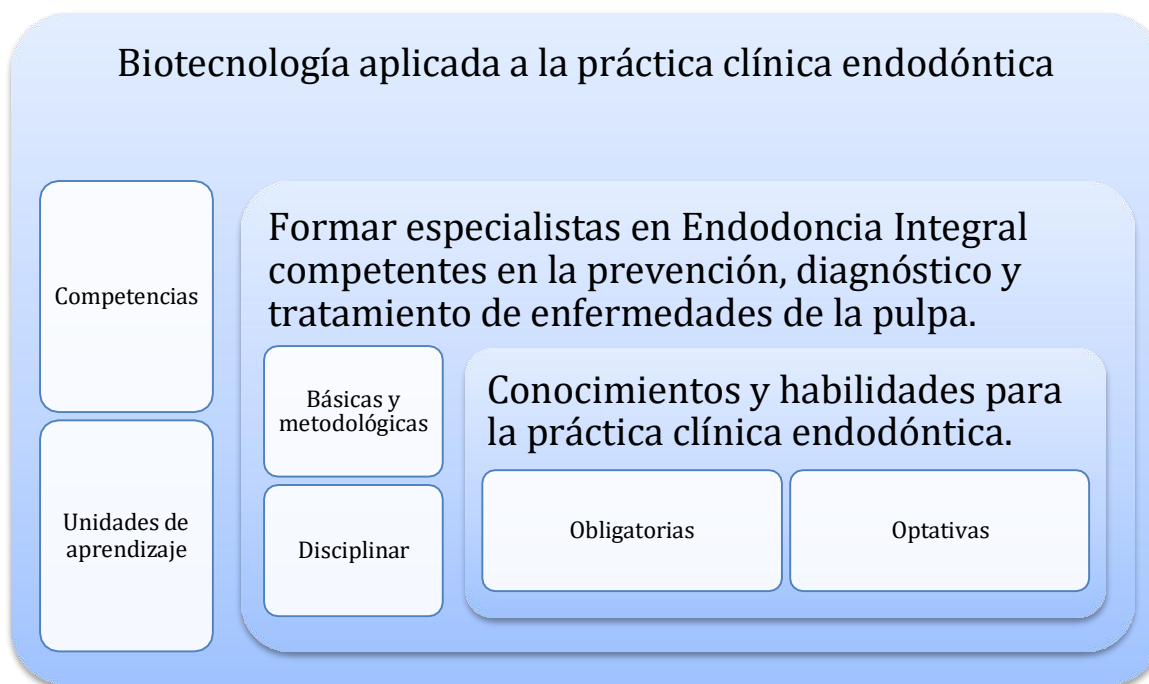 Biotecnología aplicada a la práctica clínica endodóntica
Competencias
Unidades de
aprendizaje
Formar especialistas en Endodoncia Integral
competentes en la prevención, diagnóstico y
tratamiento de enfermedades de la pulpa.
Básicas y
metodológicas
Disciplinar
Conocimientos y habilidades para
la práctica clínica endodóntica.
Obligatorias
Optativas